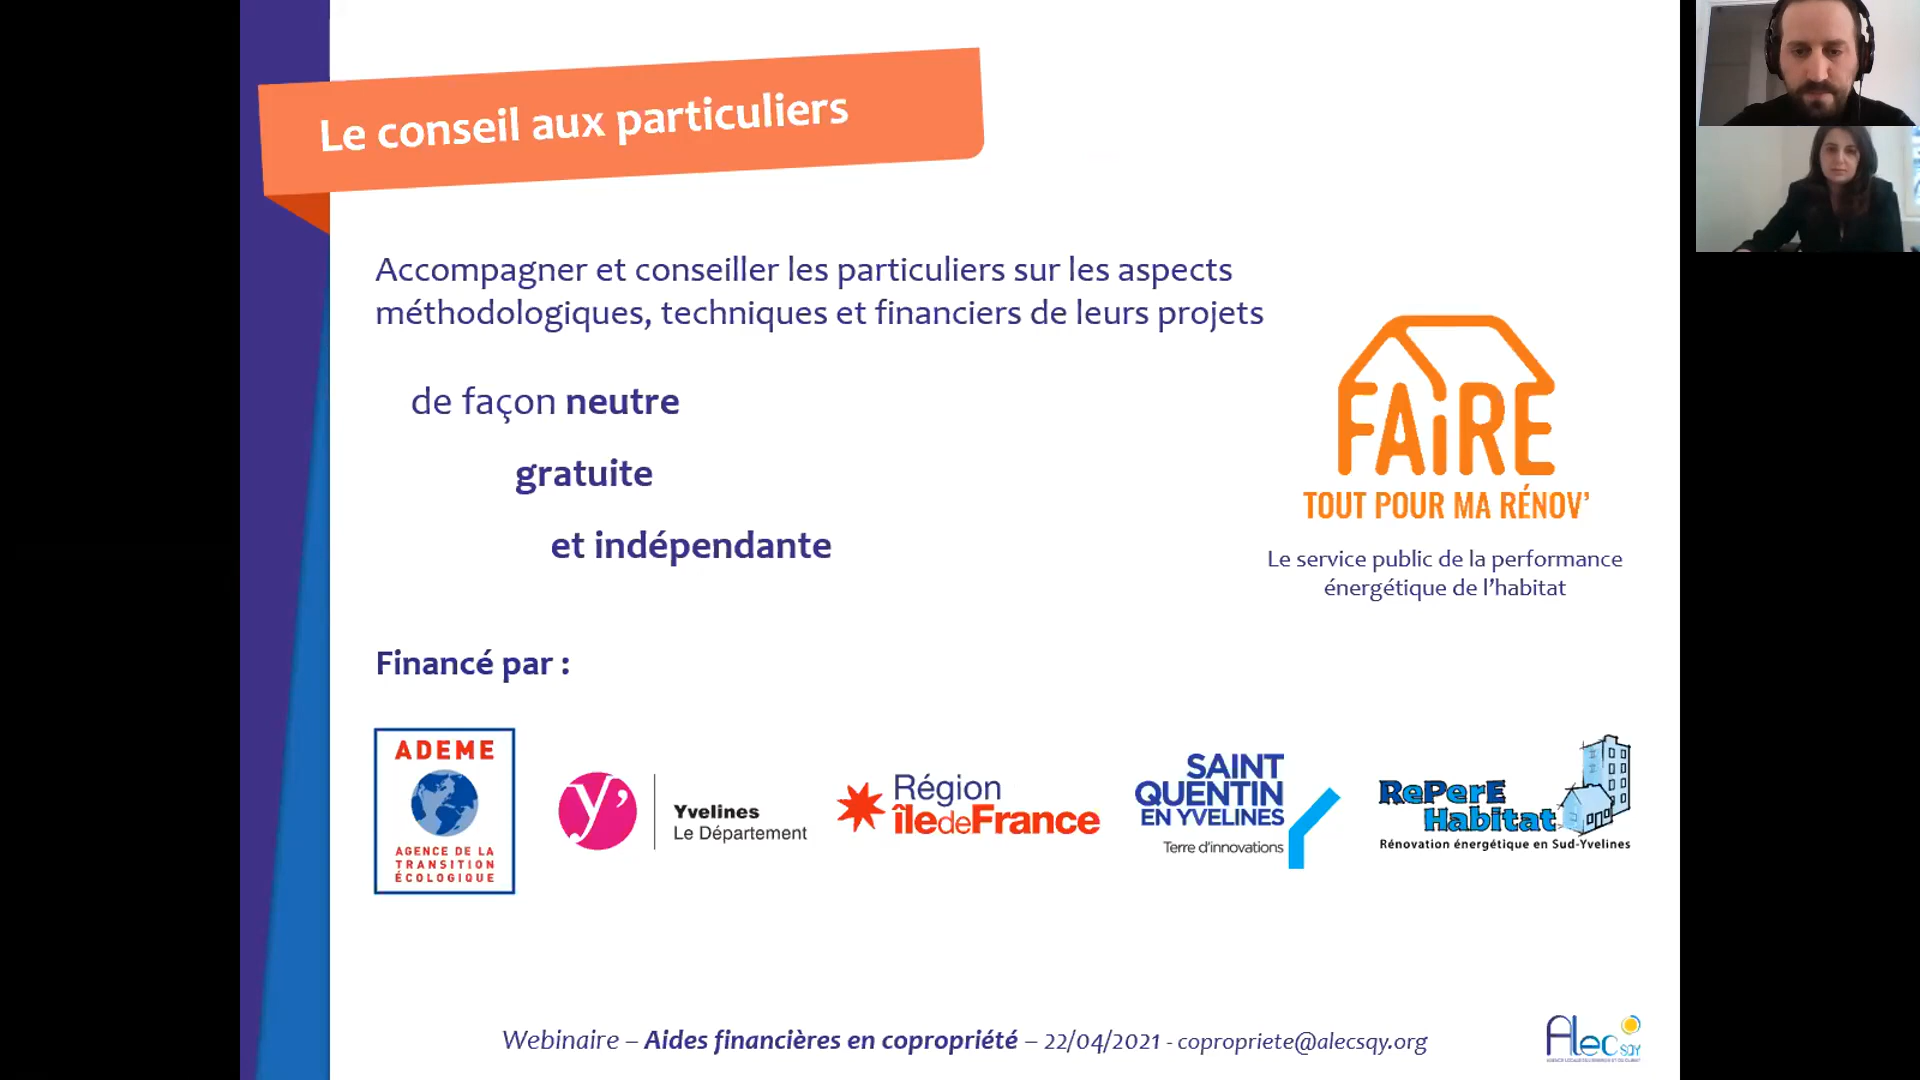 Le conseil aux particuliers
Accompagner et conseiller les particuliers sur les aspects
méthodologiques, techniques et financiers de leurs projets
de façon neutre
gratuite
et indépendante
FAiRE
TOUT POUR MA RÉNOV'
Le service public de la performance
énergétique de l'habitat
Financé par :
ADEME
AGENCE DE LA
TRANSITION
ÉCOLOGIQUE
y'
Yvelines
Le Département
Région
îledeFrance
SAINT
QUENTIN
EN YVELINES
Terre d'innovations
RePerE
Habitat
Rénovation énergétique en Sud-Yvelines
Webinaire – Aides financières en copropriété – 22/04/2021 - copropriete@alecsqy.org
Alec SQY